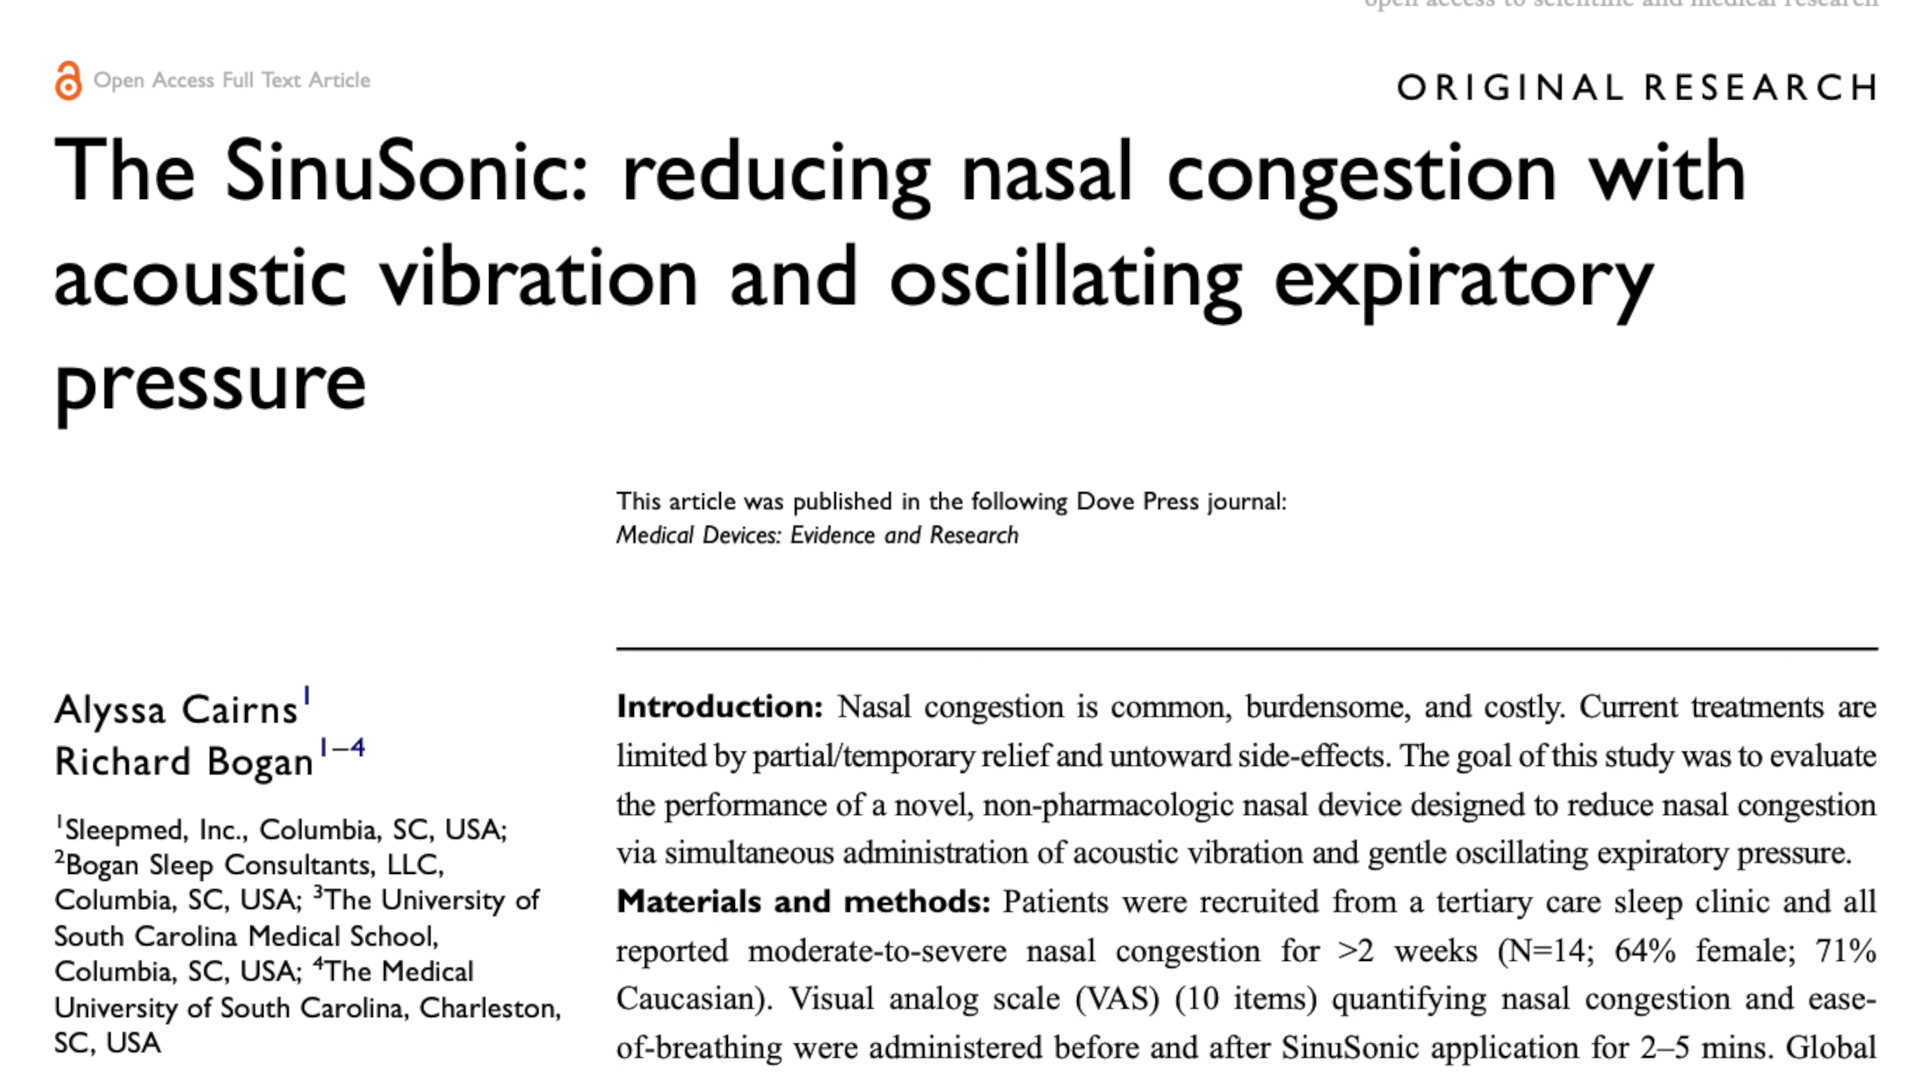 open access to scientific and medical research
Open Access Full Text Article
ORIGINAL RESEARCH
The SinuSonic: reducing nasal congestion with
acoustic vibration and oscillating expiratory
pressure
This article was published in the following Dove Press journal:
Medical Devices: Evidence and Research
Alyssa Cairns¹
Richard Bogan¹⁻⁴
¹Sleepmed, Inc., Columbia, SC, USA;
²Bogan Sleep Consultants, LLC,
Columbia, SC, USA; ³The University of
South Carolina Medical School,
Columbia, SC, USA; ⁴The Medical
University of South Carolina, Charleston,
SC, USA
Introduction: Nasal congestion is common, burdensome, and costly. Current treatments are
limited by partial/temporary relief and untoward side-effects. The goal of this study was to evaluate
the performance of a novel, non-pharmacologic nasal device designed to reduce nasal congestion
via simultaneous administration of acoustic vibration and gentle oscillating expiratory pressure.
Materials and methods: Patients were recruited from a tertiary care sleep clinic and all
reported moderate-to-severe nasal congestion for >2 weeks (N=14; 64% female; 71%
Caucasian). Visual analog scale (VAS) (10 items) quantifying nasal congestion and ease-
of-breathing were administered before and after SinuSonic application for 2–5 mins. Global